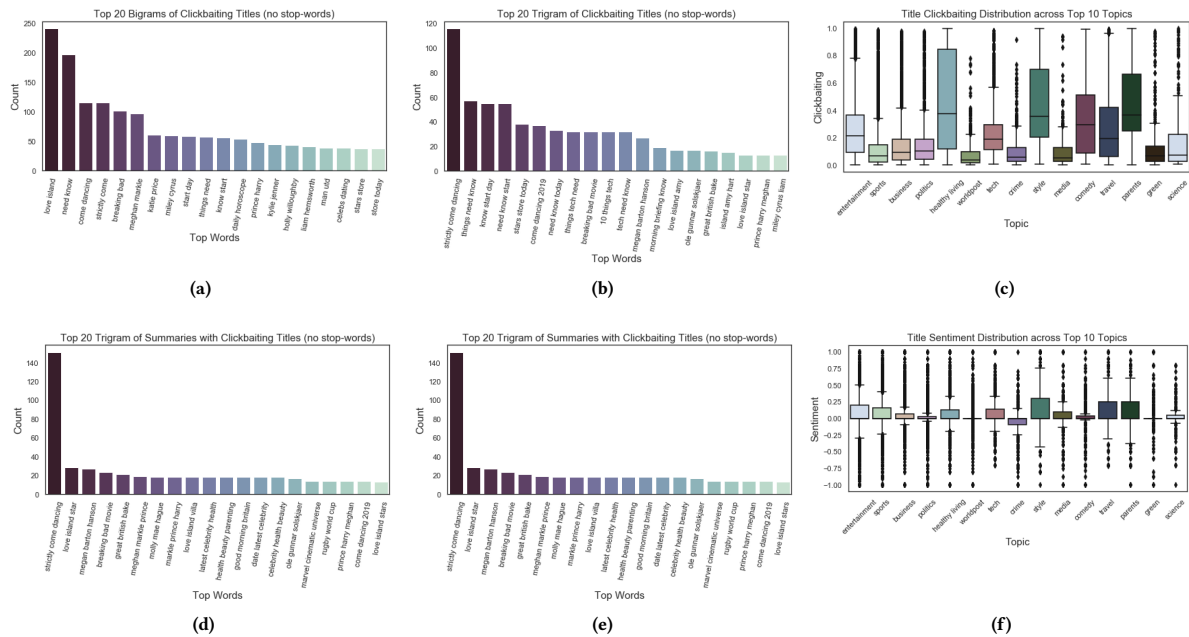 Top 20 Bigrams of Clickbaiting Titles (no stop-words)
250
200
150
100
50
0
Count
love island
need know
come dancing
strictly come
breaking bad
meghan markle
katie price
miley cyrus
start day
things need
know start
daily horoscope
prince harry
kylie jenner
holly willoughby
liam hemsworth
man utd
celebs dating
stars store
store today
Top Words
(a)
Top 20 Trigram of Clickbaiting Titles (no stop-words)
120
100
80
60
40
20
0
Count
strictly come dancing
things need know
know start day
need know start
stars store today
come dancing 2019
need know today
things tech need
breaking bad movie
10 things tech
tech need know
megan barton hanson
morning briefing know
love island amy
ole gunnar solskjaer
great british bake
island amy hart
love island star
prince harry meghan
miley cyrus liam
Top Words
(b)
Title Clickbaiting Distribution across Top 10 Topics
1.0
0.8
0.6
0.4
0.2
0.0
Clickbaiting
entertainment
sports
business
politics
healthy living
worldpost
tech
crime
style
media
comedy
travel
parents
green
science
Topic
(c)
Top 20 Trigram of Summaries with Clickbaiting Titles (no stop-words)
140
120
100
80
60
40
20
0
Count
strictly come dancing
love island star
megan barton hanson
breaking bad movie
great british bake
meghan markle prince
molly mae hague
markle prince harry
love island villa
latest celebrity health
health beauty parenting
good morning britain
date latest celebrity
celebrity health beauty
ole gunnar solskjaer
marvel cinematic universe
rugby world cup
prince harry meghan
come dancing 2019
love island stars
Top Words
(d)
Top 20 Trigram of Summaries with Clickbaiting Titles (no stop-words)
140
120
100
80
60
40
20
0
Count
strictly come dancing
love island star
megan barton hanson
breaking bad movie
great british bake
meghan markle prince
molly mae hague
markle prince harry
love island villa
latest celebrity health
health beauty parenting
good morning britain
date latest celebrity
celebrity health beauty
ole gunnar solskjaer
marvel cinematic universe
rugby world cup
prince harry meghan
come dancing 2019
love island stars
Top Words
(e)
Title Sentiment Distribution across Top 10 Topics
1.00
0.75
0.50
0.25
0.00
−0.25
−0.50
−0.75
−1.00
Sentiment
entertainment
sports
business
politics
healthy living
worldpost
tech
crime
style
media
comedy
travel
parents
green
science
Topic
(f)